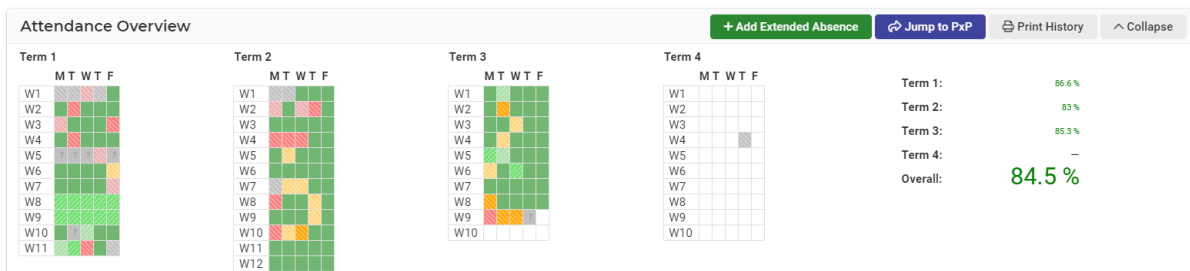 Attendance Overview
+ Add Extended Absence
Jump to PxP
Print History
Collapse
Term 1
M T W T F
W1
W2
W3
W4
W5 ? ? ? ?
W6
W7
W8
W9
W10 ?
W11
Term 2
M T W T F
W1
W2
W3
W4
W5
W6
W7
W8
W9
W10
W11
W12
Term 3
M T W T F
W1
W2
W3
W4
W5
W6
W7
W8
W9 ?
W10
Term 4
M T W T F
W1
W2
W3
W4
W5
W6
W7
W8
W9
W10
Term 1: 86.6 %
Term 2: 83 %
Term 3: 85.3 %
Term 4: —
Overall: 84.5 %